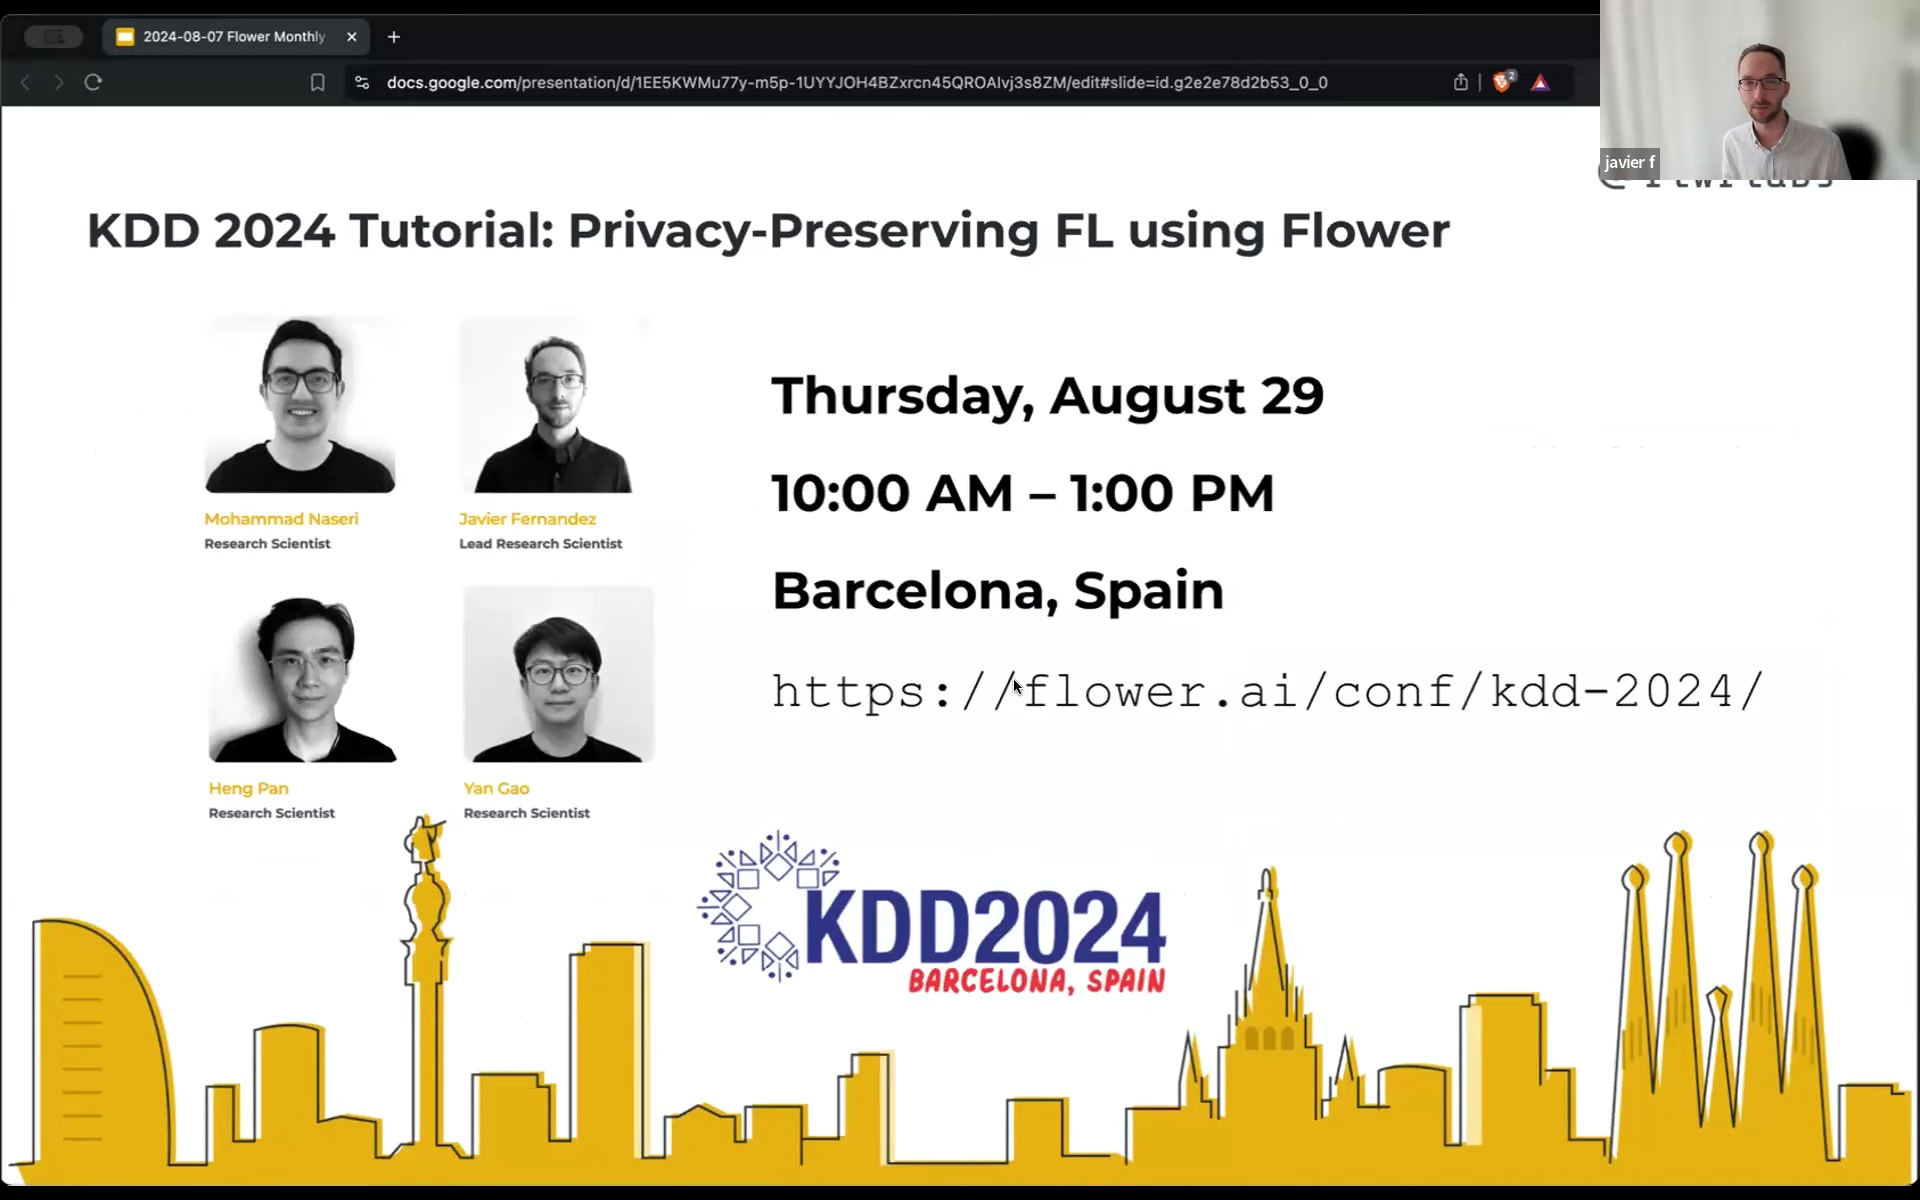 2024-08-07 Flower Monthly
docs.google.com/presentation/d/1EE5KWMu77y-m5p-1UYYJOH4BZxrcn45QROAIvj3s8ZM/edit#slide=id.g2e2e78d2b53_0_0
2
javier f
KDD 2024 Tutorial: Privacy-Preserving FL using Flower
Mohammad Naseri
Research Scientist
Javier Fernandez
Lead Research Scientist
Heng Pan
Research Scientist
Yan Gao
Research Scientist
Thursday, August 29
10:00 AM – 1:00 PM
Barcelona, Spain
https://flower.ai/conf/kdd-2024/
KDD2024
BARCELONA, SPAIN